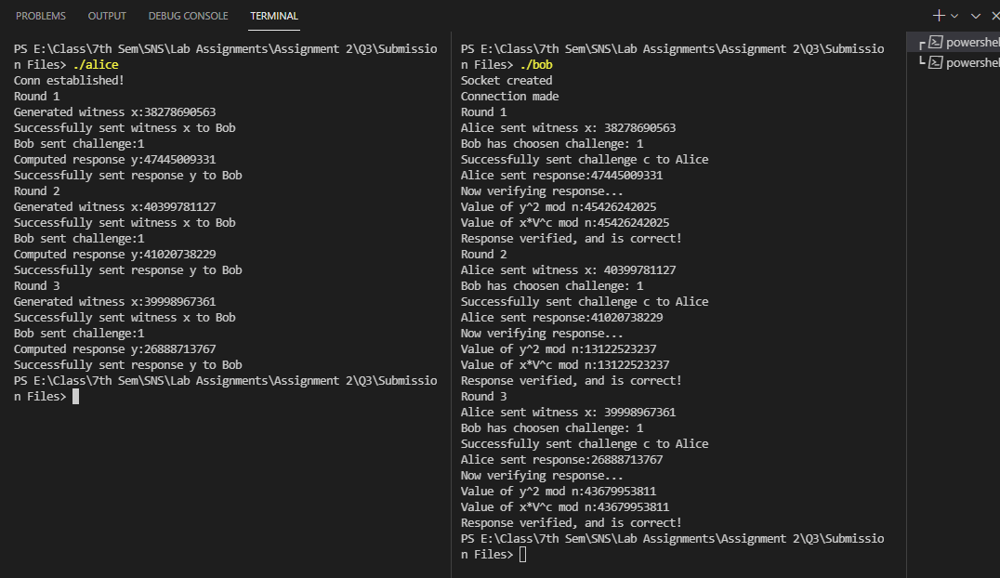 PROBLEMS OUTPUT DEBUG CONSOLE TERMINAL
PS E:\Class\7th Sem\SNS\Lab Assignments\Assignment 2\Q3\Submissio
n Files> ./alice
Conn established!
Round 1
Generated witness x:38278690563
Successfully sent witness x to Bob
Bob sent challenge:1
Computed response y:47445009331
Successfully sent response y to Bob
Round 2
Generated witness x:40399781127
Successfully sent witness x to Bob
Bob sent challenge:1
Computed response y:41020738229
Successfully sent response y to Bob
Round 3
Generated witness x:39998967361
Successfully sent witness x to Bob
Bob sent challenge:1
Computed response y:26888713767
Successfully sent response y to Bob
PS E:\Class\7th Sem\SNS\Lab Assignments\Assignment 2\Q3\Submissio
n Files>
PS E:\Class\7th Sem\SNS\Lab Assignments\Assignment 2\Q3\Submissio
n Files> ./bob
Socket created
Connection made
Round 1
Alice sent witness x: 38278690563
Bob has choosen challenge: 1
Successfully sent challenge c to Alice
Alice sent response:47445009331
Now verifying response...
Value of y^2 mod n:45426242025
Value of x*V^c mod n:45426242025
Response verified, and is correct!
Round 2
Alice sent witness x: 40399781127
Bob has choosen challenge: 1
Successfully sent challenge c to Alice
Alice sent response:41020738229
Now verifying response...
Value of y^2 mod n:13122523237
Value of x*V^c mod n:13122523237
Response verified, and is correct!
Round 3
Alice sent witness x: 39998967361
Bob has choosen challenge: 1
Successfully sent challenge c to Alice
Alice sent response:26888713767
Now verifying response...
Value of y^2 mod n:43679953811
Value of x*V^c mod n:43679953811
Response verified, and is correct!
PS E:\Class\7th Sem\SNS\Lab Assignments\Assignment 2\Q3\Submissio
n Files>
powershel
powershel